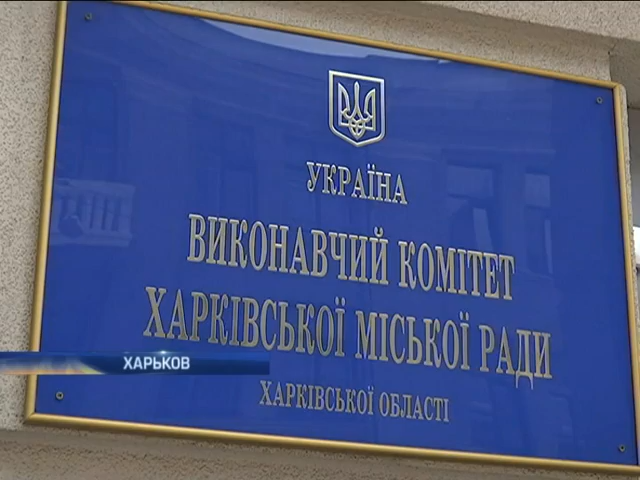 УКРАЇНА
ВИКОНАВЧИЙ КОМІТЕТ
ХАРКІВСЬКОЇ МІСЬКОЇ РАДИ
ХАРЬКОВ
ХАРКІВСЬКОЇ ОБЛАСТІ